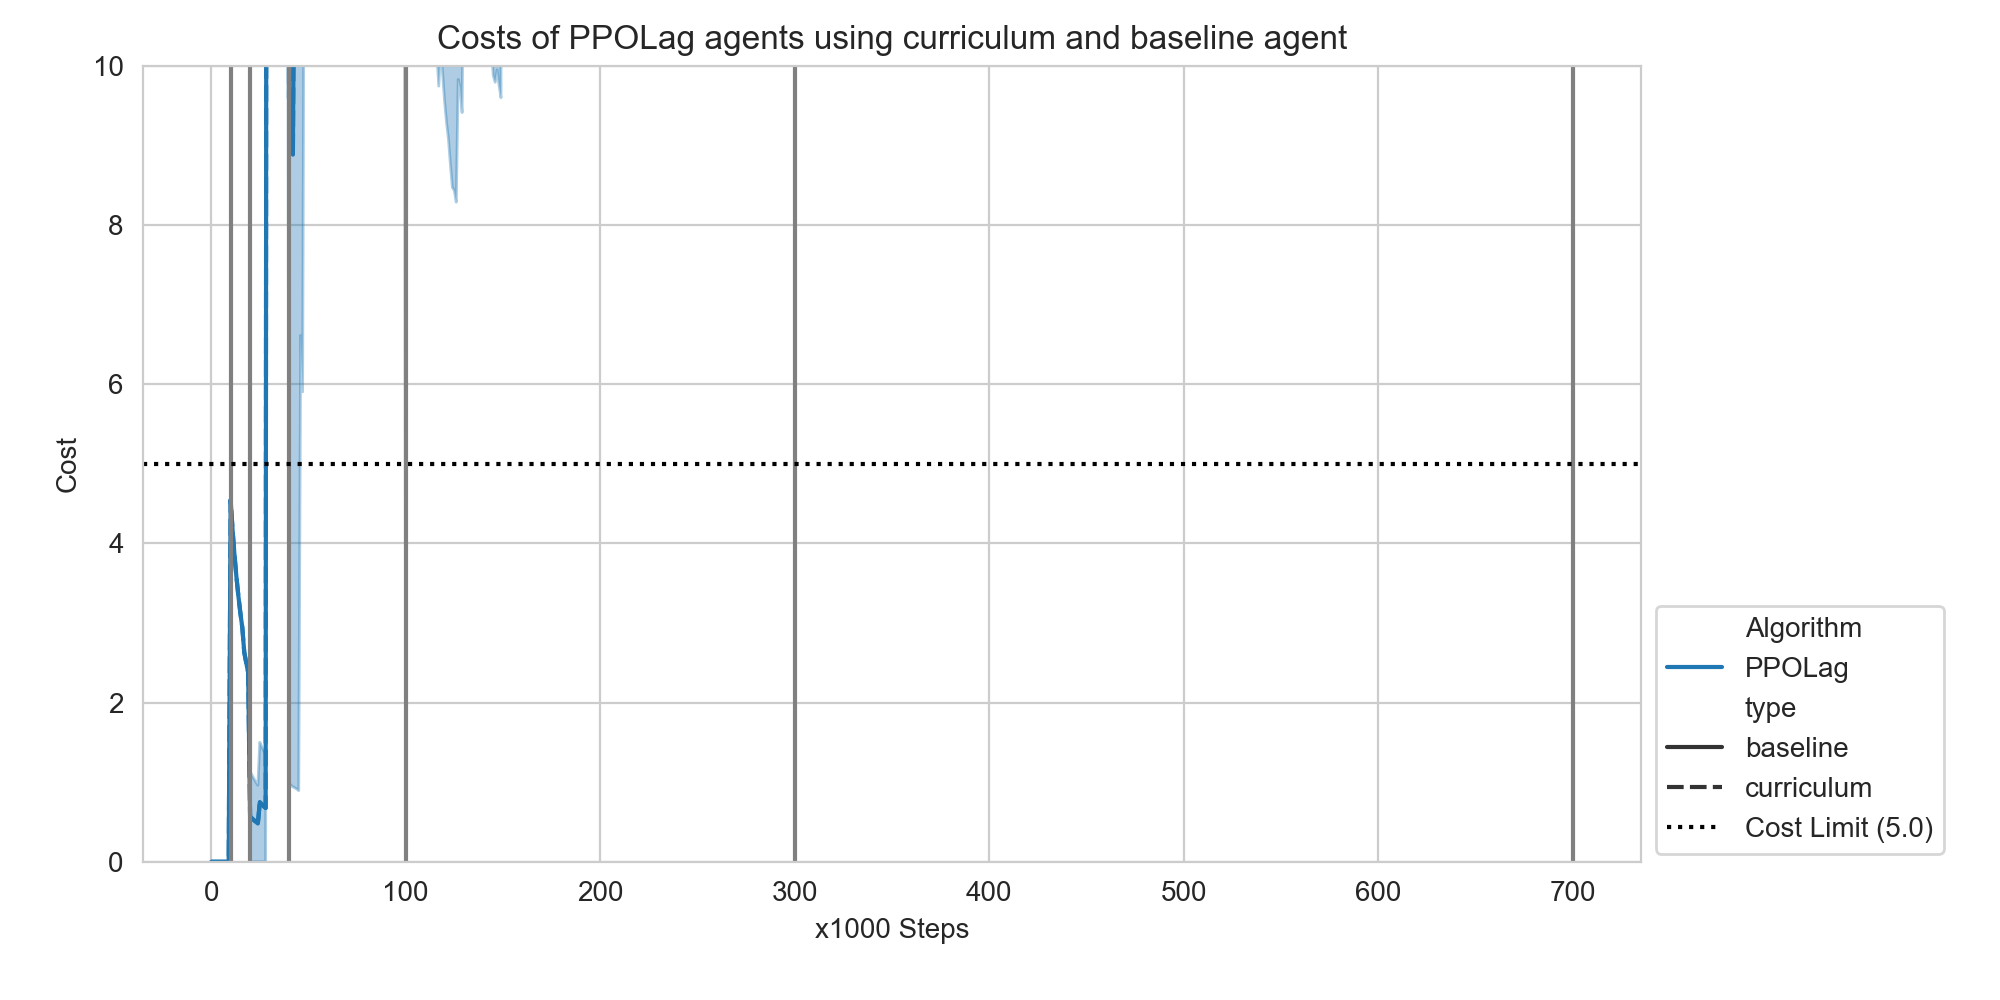 Costs of PPOLag agents using curriculum and baseline agent
10
8
6
4
2
0
Cost
0 100 200 300 400 500 600 700
x1000 Steps
Algorithm
PPOLag
type
baseline
curriculum
Cost Limit (5.0)